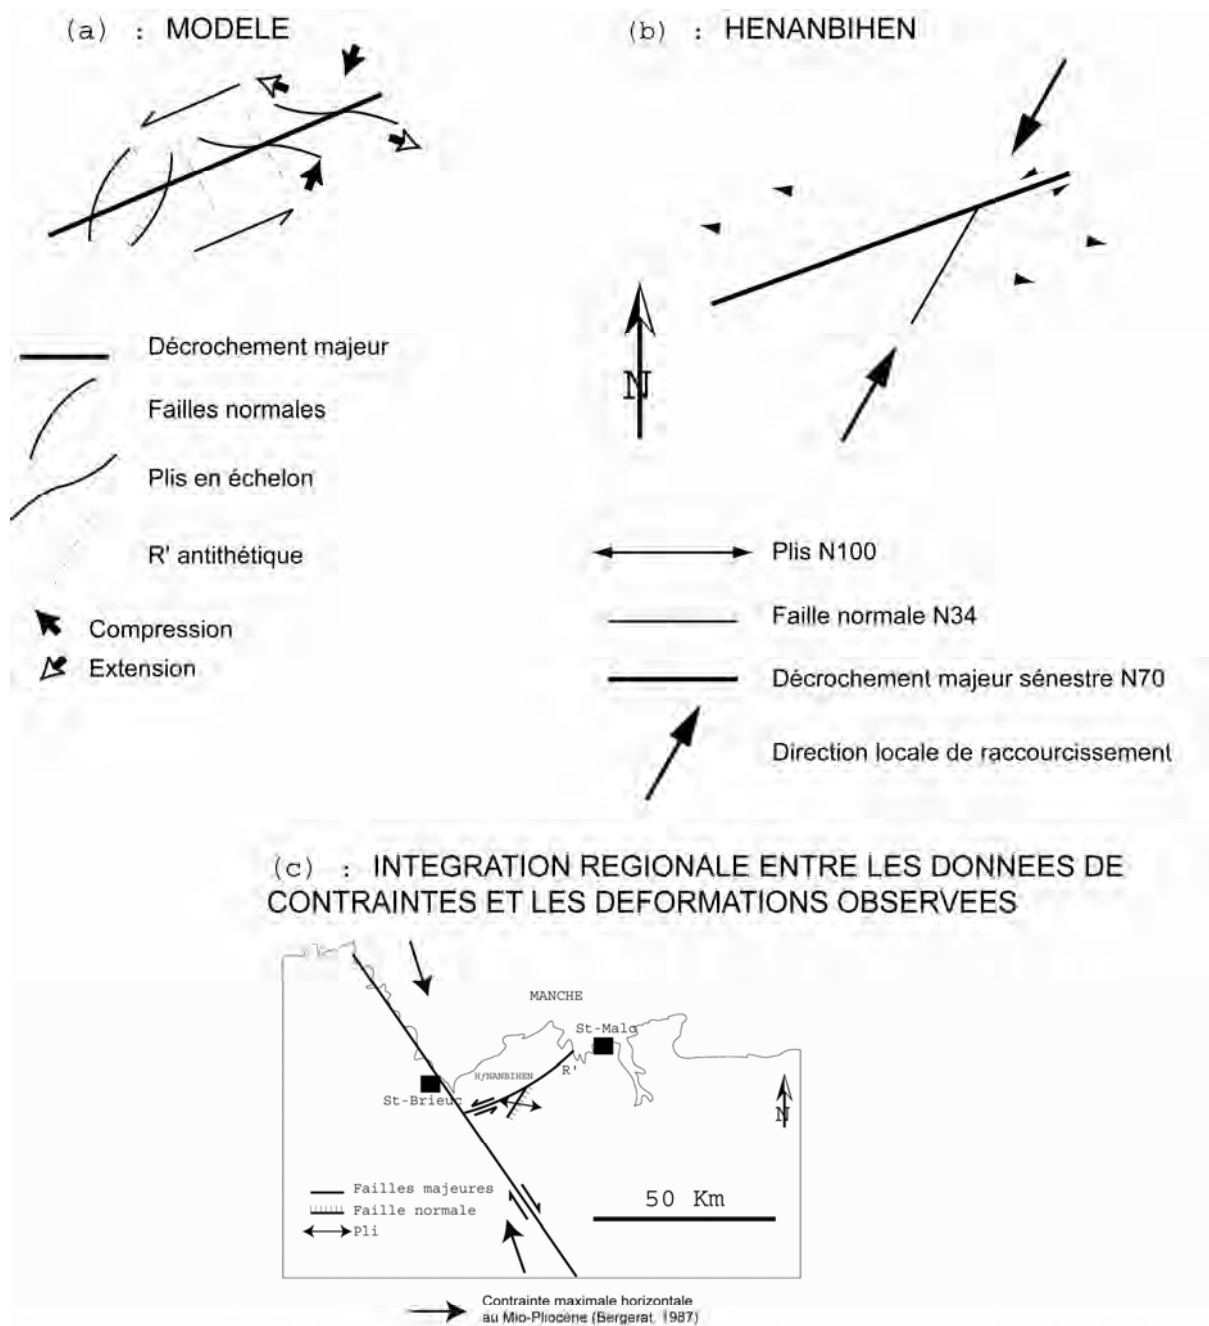 (a) : MODELE
Décrochement majeur
Failles normales
Plis en échelon
R' antithétique
Compression
Extension
(b) : HENANBIHEN
N
Plis N100
Faille normale N34
Décrochement majeur sénestre N70
Direction locale de raccourcissement
(c) : INTEGRATION REGIONALE ENTRE LES DONNEES DE
CONTRAINTES ET LES DEFORMATIONS OBSERVEES
MANCHE
St-Malo
HƒNANBIHEN
R'
St-Brieuc
N
Failles majeures
Faille normale
Pli
50 Km
Contrainte maximale horizontale
au Mio-Pliocène (Bergerat, 1987)